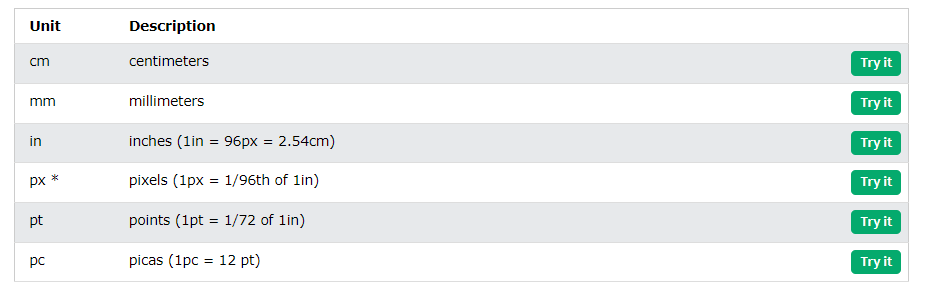 Unit Description
cm centimeters Try it
mm millimeters Try it
in inches (1in = 96px = 2.54cm) Try it
px * pixels (1px = 1/96th of 1in) Try it
pt points (1pt = 1/72 of 1in) Try it
pc picas (1pc = 12 pt) Try it